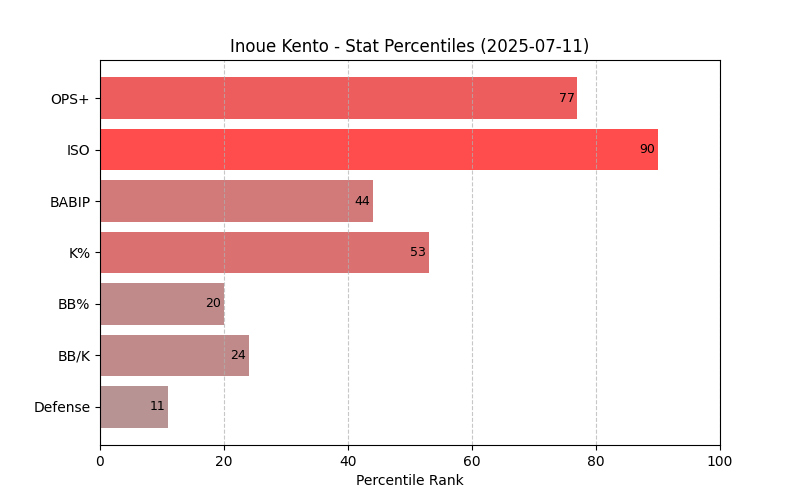 Inoue Kento - Stat Percentiles (2025-07-11)
OPS+ 77
ISO 90
BABIP 44
K% 53
BB% 20
BB/K 24
Defense 11
0 20 40 60 80 100
Percentile Rank